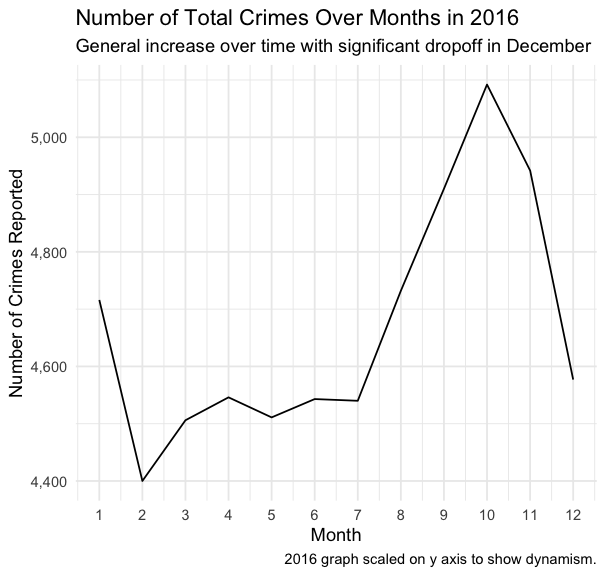 Number of Total Crimes Over Months in 2016
General increase over time with significant dropoff in December
Number of Crimes Reported
5,000
4,800
4,600
4,400
1 2 3 4 5 6 7 8 9 10 11 12
Month
2016 graph scaled on y axis to show dynamism.